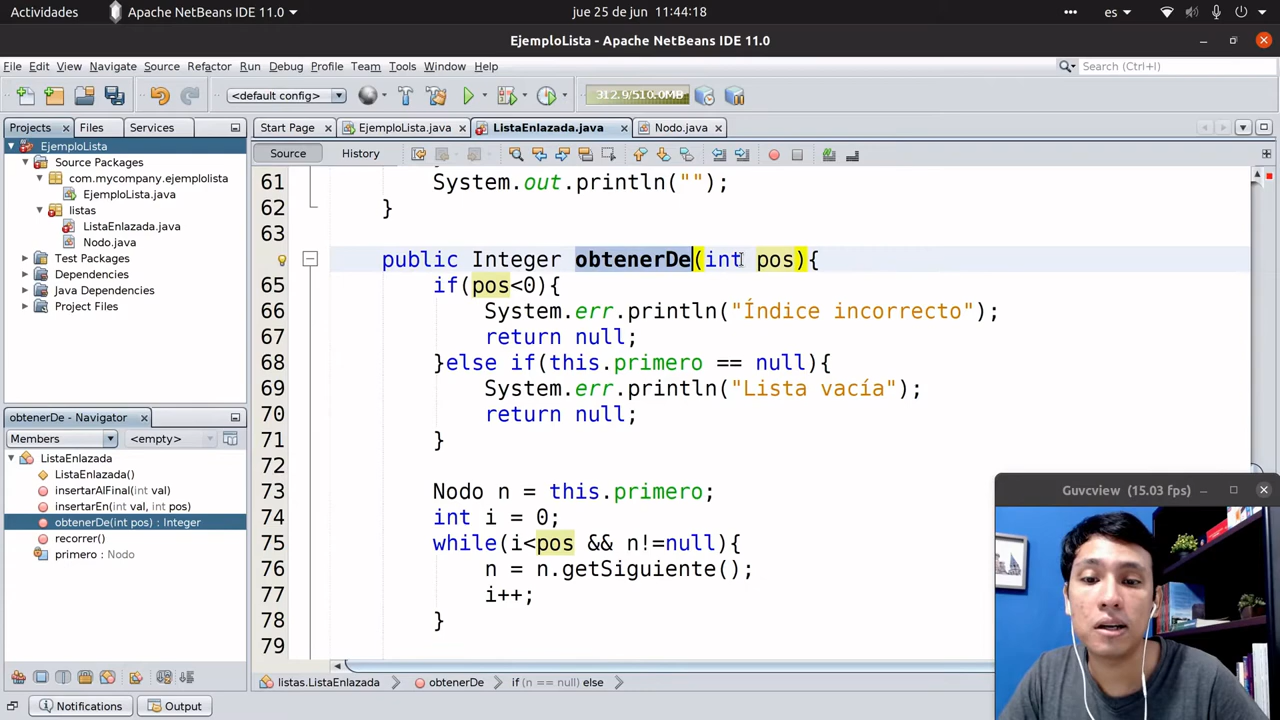 Actividades Apache NetBeans IDE 11.0 jue 25 de jun 11:44:18 es
EjemploLista - Apache NetBeans IDE 11.0
File Edit View Navigate Source Refactor Run Debug Profile Team Tools Window Help Search (Ctrl+I)
<default config> 312.9/510.0MB
Projects Files Services Start Page EjemploLista.java ListaEnlazada.java Nodo.java
EjemploLista
Source Packages
com.mycompany.ejemplolista
EjemploLista.java
listas
ListaEnlazada.java
Nodo.java
Test Packages
Dependencies
Java Dependencies
Project Files
obtenerDe - Navigator
Members <empty>
ListaEnlazada
ListaEnlazada()
insertarAlFinal(int val)
insertarEn(int val, int pos)
obtenerDe(int pos) : Integer
recorrer()
primero : Nodo
Source History
61 System.out.println("");
62 }
63
public Integer obtenerDe(int pos){
65 if(pos<0){
66 System.err.println("Índice incorrecto");
67 return null;
68 }else if(this.primero == null){
69 System.err.println("Lista vacía");
70 return null;
71 }
72
73 Nodo n = this.primero;
74 int i = 0;
75 while(i<pos && n!=null){
76 n = n.getSiguiente();
77 i++;
78 }
79
Guvcview (15.03 fps)
listas.ListaEnlazada obtenerDe if (n == null) else
Notifications Output